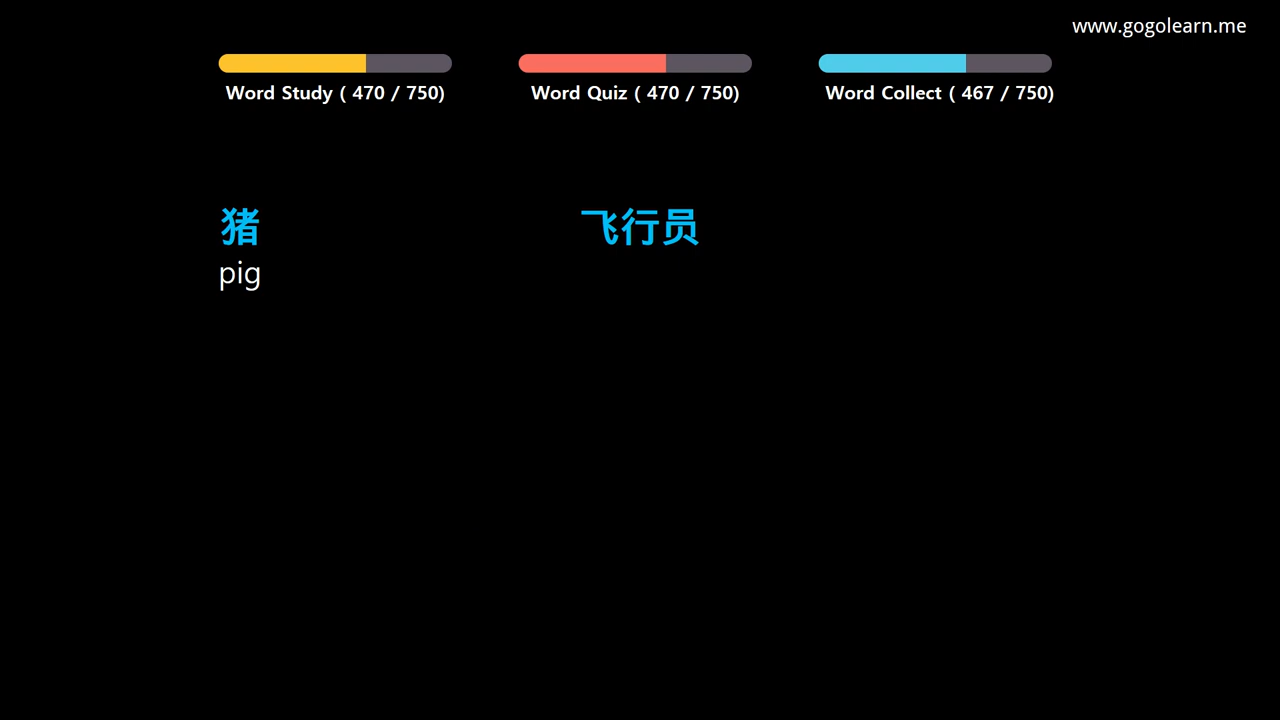 www.gogolearn.me
Word Study ( 470 / 750)
Word Quiz ( 470 / 750)
Word Collect ( 467 / 750)
猪
飞行员
pig